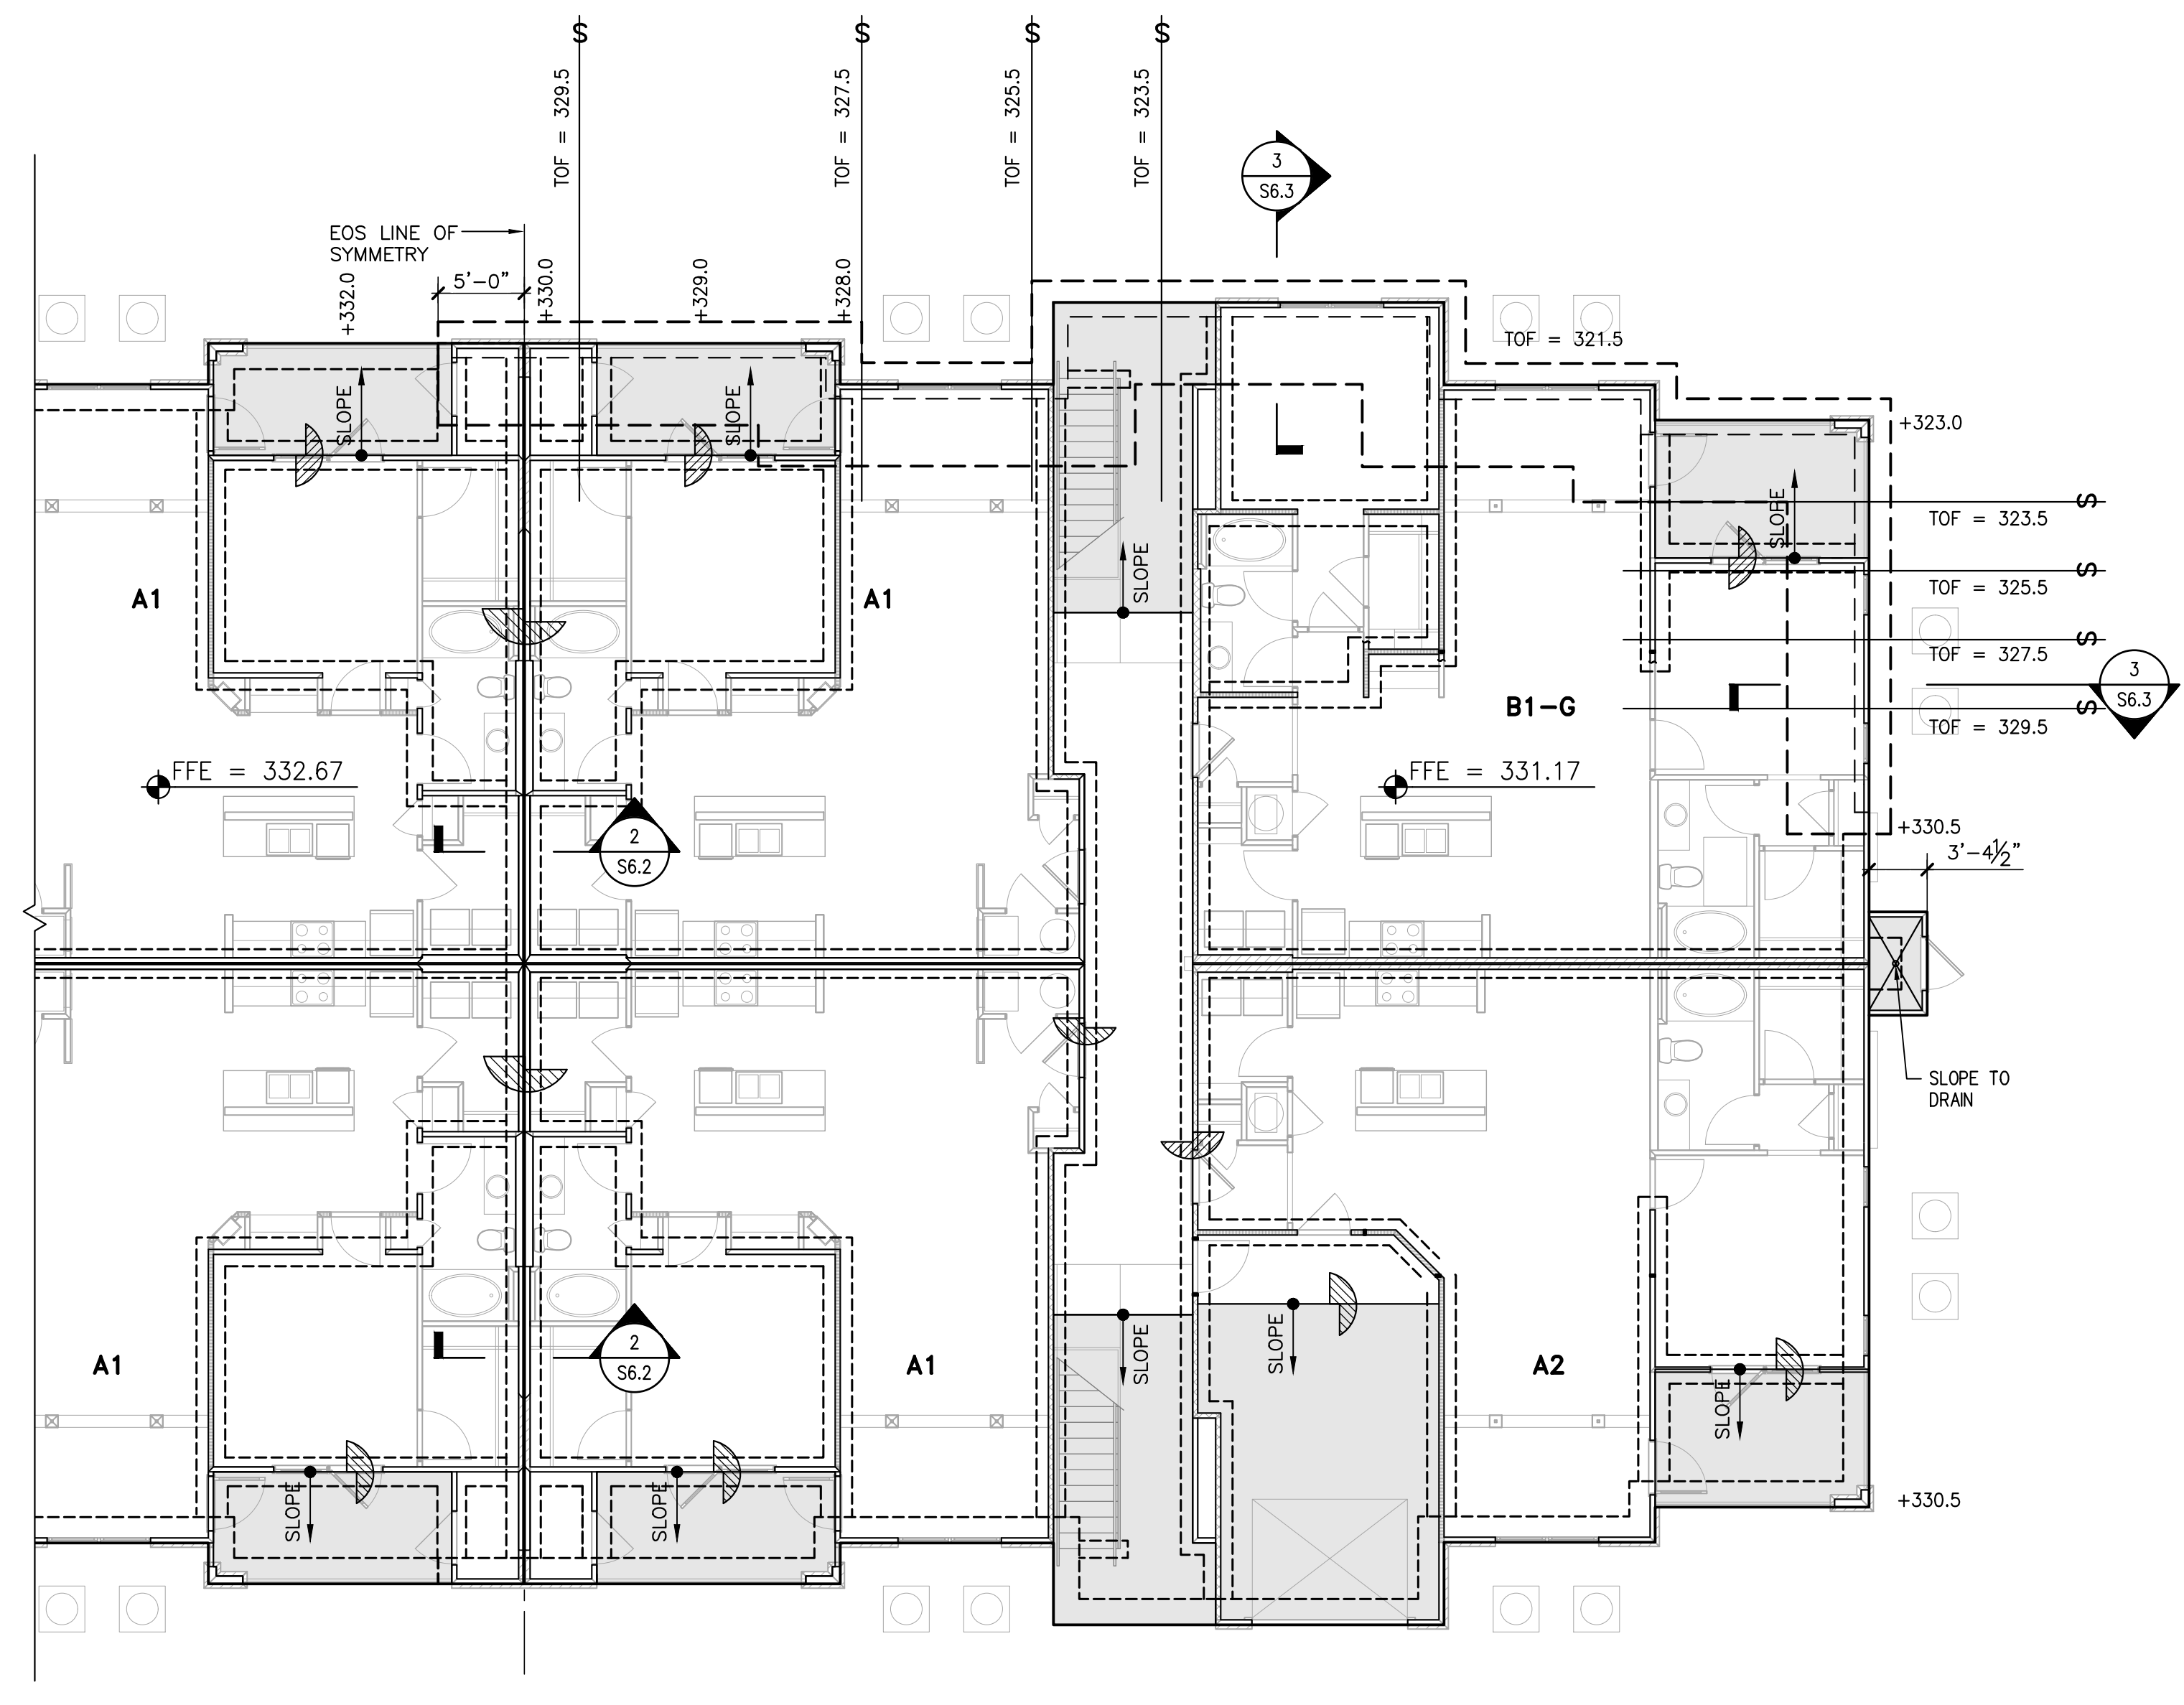 S
S
S
S
TOF = 329.5
TOF = 327.5
TOF = 325.5
TOF = 323.5
3
S6.3
EOS LINE OF
SYMMETRY
5'-0"
+332.0
+330.0
+329.0
+328.0
TOF = 321.5
+323.0
SLOPE
SLOPE
SLOPE
SLOPE
S
TOF = 323.5
S
TOF = 325.5
S
TOF = 327.5
S
TOF = 329.5
3
S6.3
A1
A1
B1-G
FFE = 332.67
FFE = 331.17
2
S6.2
+330.5
3'-4½"
SLOPE TO
DRAIN
2
S6.2
A1
A1
A2
SLOPE
SLOPE
SLOPE
SLOPE
SLOPE
+330.5